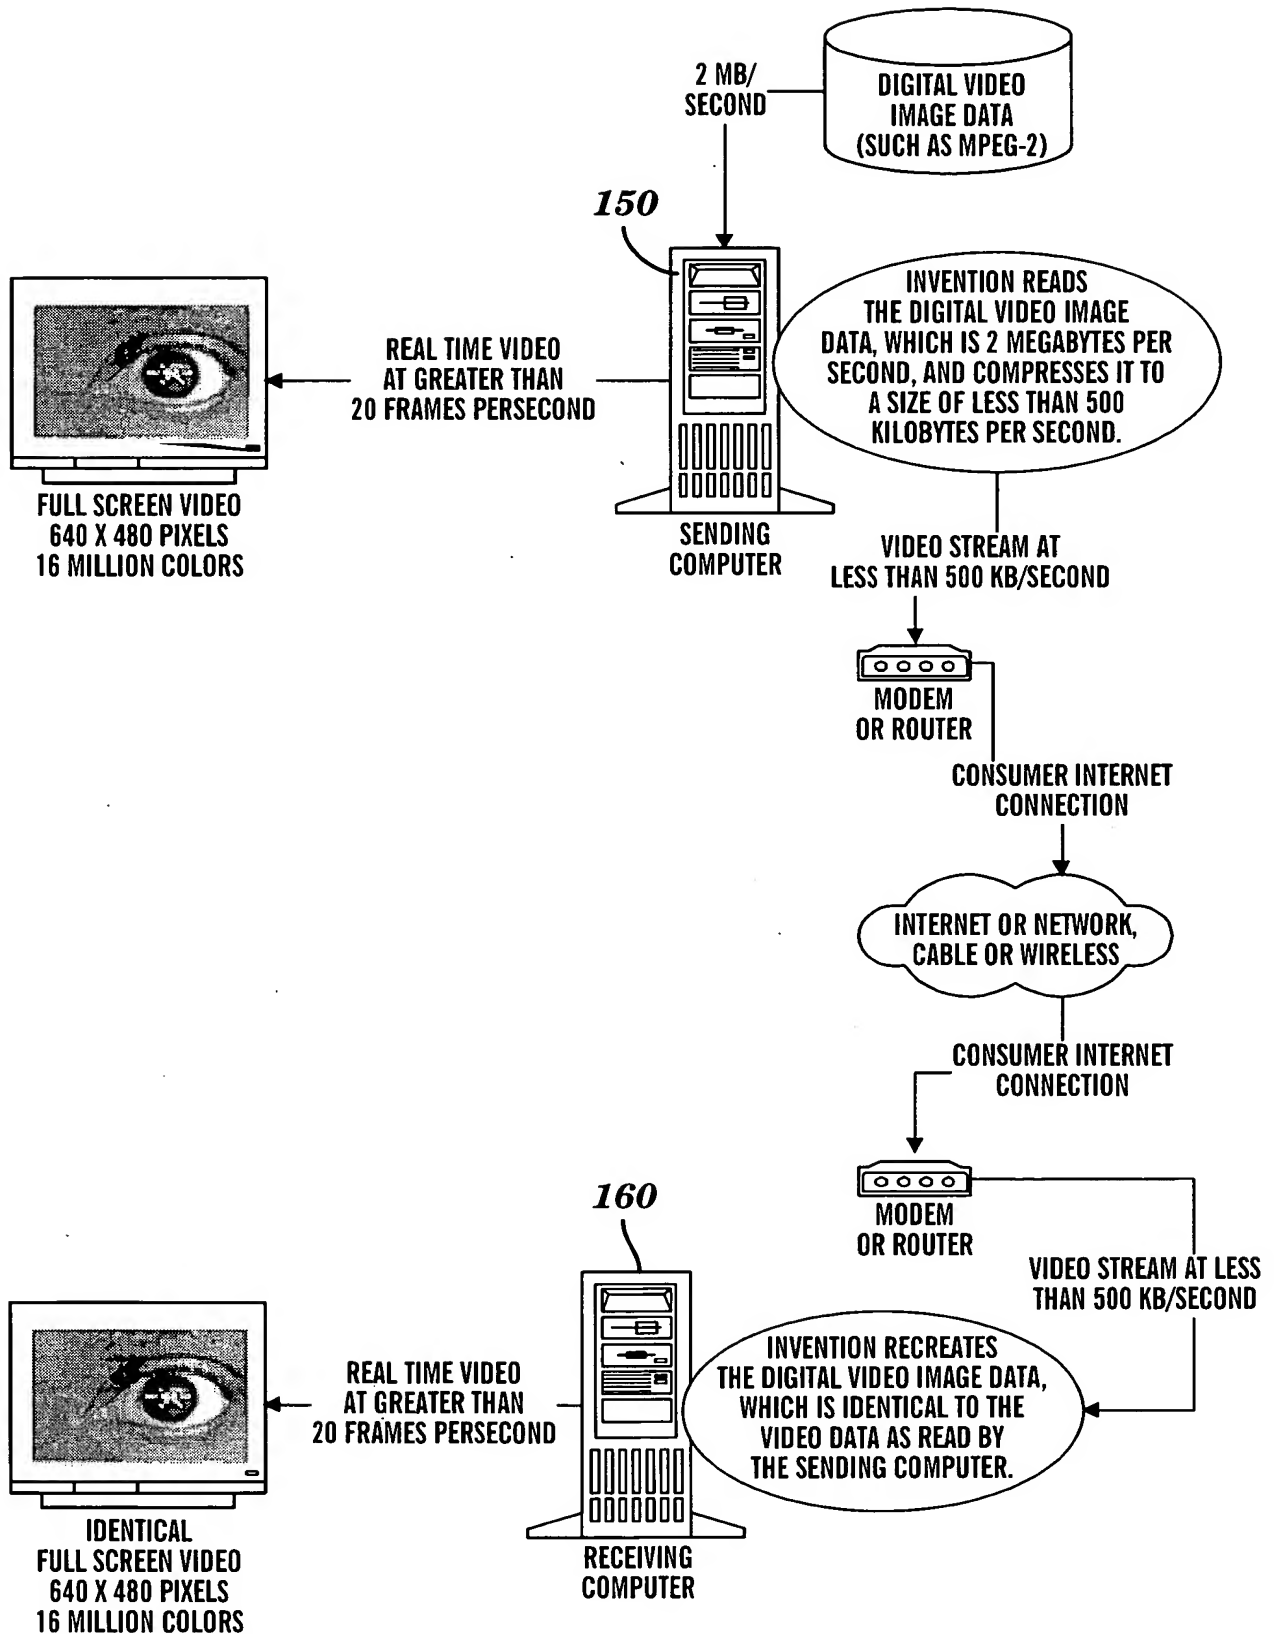 2 MB/
SECOND
DIGITAL VIDEO
IMAGE DATA
(SUCH AS MPEG-2)
150
INVENTION READS
THE DIGITAL VIDEO IMAGE
DATA, WHICH IS 2 MEGABYTES PER
SECOND, AND COMPRESSES IT TO
A SIZE OF LESS THAN 500
KILOBYTES PER SECOND.
REAL TIME VIDEO
AT GREATER THAN
20 FRAMES PERSECOND
FULL SCREEN VIDEO
640 X 480 PIXELS
16 MILLION COLORS
SENDING
COMPUTER
VIDEO STREAM AT
LESS THAN 500 KB/SECOND
MODEM
OR ROUTER
CONSUMER INTERNET
CONNECTION
INTERNET OR NETWORK,
CABLE OR WIRELESS
CONSUMER INTERNET
CONNECTION
MODEM
OR ROUTER
VIDEO STREAM AT LESS
THAN 500 KB/SECOND
160
INVENTION RECREATES
THE DIGITAL VIDEO IMAGE DATA,
WHICH IS IDENTICAL TO THE
VIDEO DATA AS READ BY
THE SENDING COMPUTER.
REAL TIME VIDEO
AT GREATER THAN
20 FRAMES PERSECOND
IDENTICAL
FULL SCREEN VIDEO
640 X 480 PIXELS
16 MILLION COLORS
RECEIVING
COMPUTER